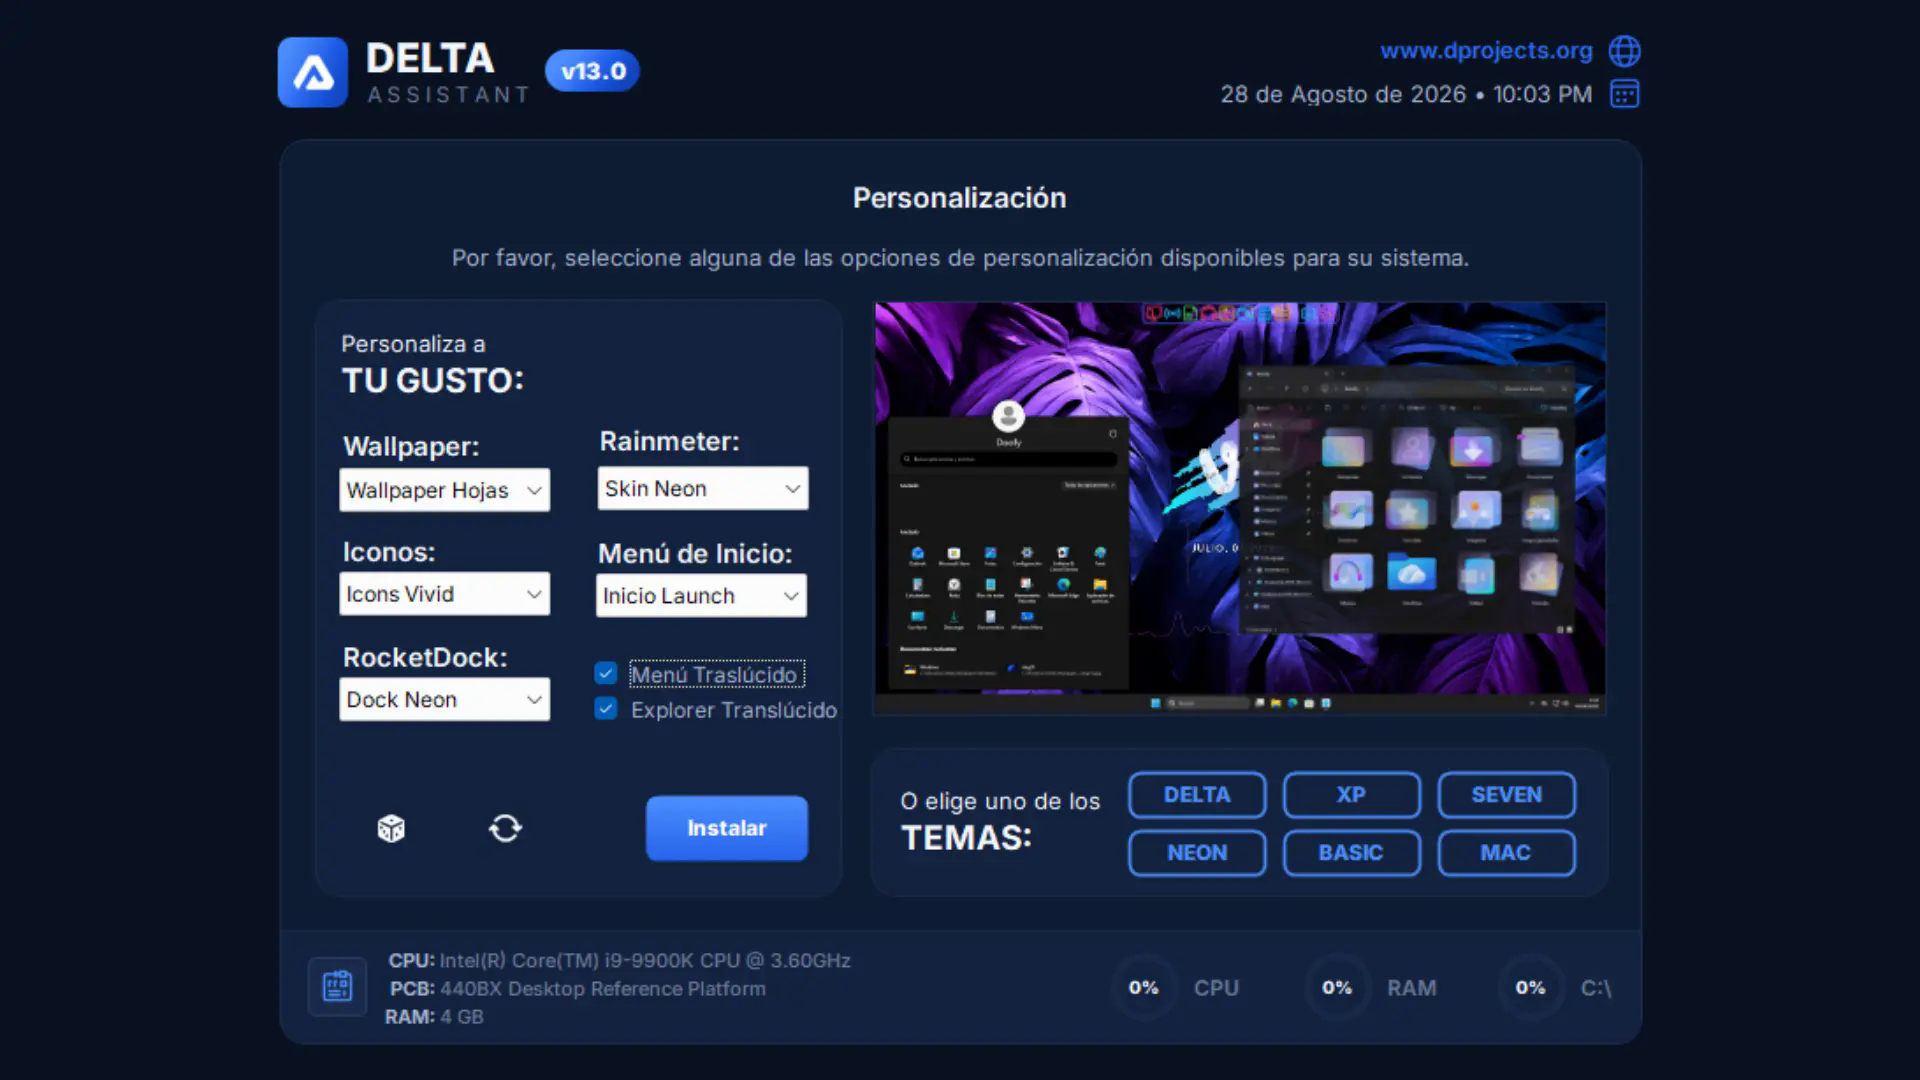 DELTA
ASSISTANT
v13.0
www.dprojects.org
28 de Agosto de 2026 • 10:03 PM
Personalización
Por favor, seleccione alguna de las opciones de personalización disponibles para su sistema.
Personaliza a
TU GUSTO:
Wallpaper:
Wallpaper Hojas
Rainmeter:
Skin Neon
Iconos:
Icons Vivid
Menú de Inicio:
Inicio Launch
RocketDock:
Dock Neon
Menú Traslúcido
Explorer Translúcido
Instalar
JULIO, 0
O elige uno de los
TEMAS:
DELTA
XP
SEVEN
NEON
BASIC
MAC
CPU: Intel(R) Core(TM) i9-9900K CPU @ 3.60GHz
PCB: 440BX Desktop Reference Platform
RAM: 4 GB
0% CPU
0% RAM
0% C:\